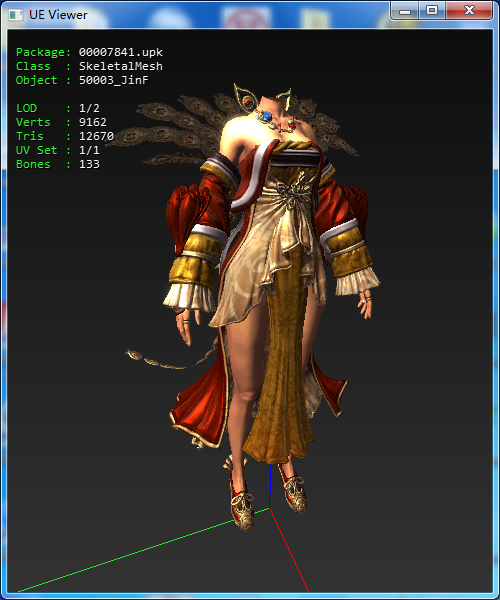 UE Viewer
Package: 00007841.upk
Class  : SkeletalMesh
Object : 50003_JinF
LOD    : 1/2
Verts  : 9162
Tris   : 12670
UV Set : 1/1
Bones  : 133